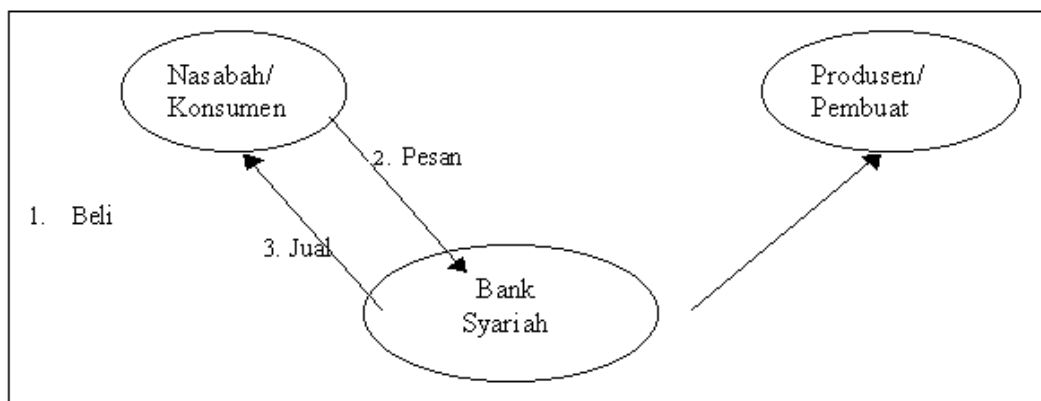 Nasabah/
Konsumen
Produsen/
Pembuat
2. Pesan
1. Beli
3. Jual
Bank
Syariah